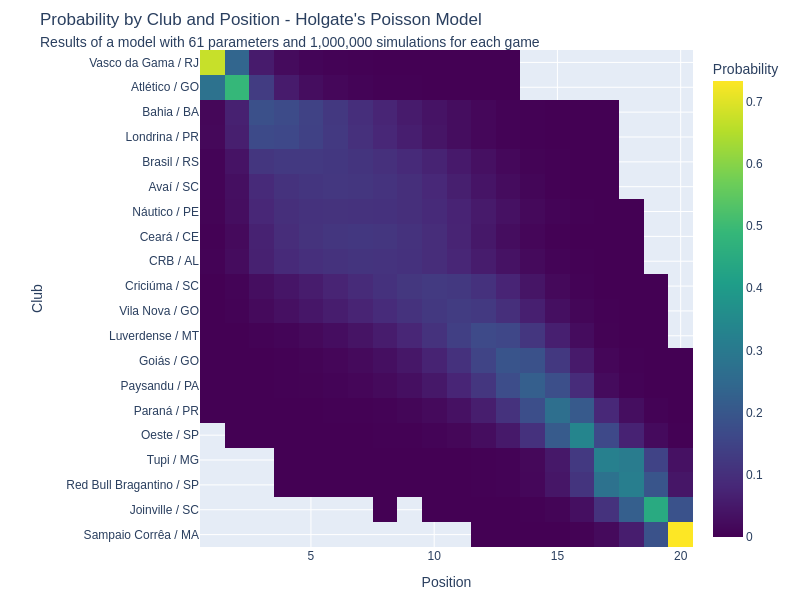 Probability by Club and Position - Holgate's Poisson Model
Results of a model with 61 parameters and 1,000,000 simulations for each game
Probability
Club
Vasco da Gama / RJ
Atlético / GO
Bahia / BA
Londrina / PR
Brasil / RS
Avaí / SC
Náutico / PE
Ceará / CE
CRB / AL
Criciúma / SC
Vila Nova / GO
Luverdense / MT
Goiás / GO
Paysandu / PA
Paraná / PR
Oeste / SP
Tupi / MG
Red Bull Bragantino / SP
Joinville / SC
Sampaio Corrêa / MA
0.7
0.6
0.5
0.4
0.3
0.2
0.1
0
5 10 15 20
Position